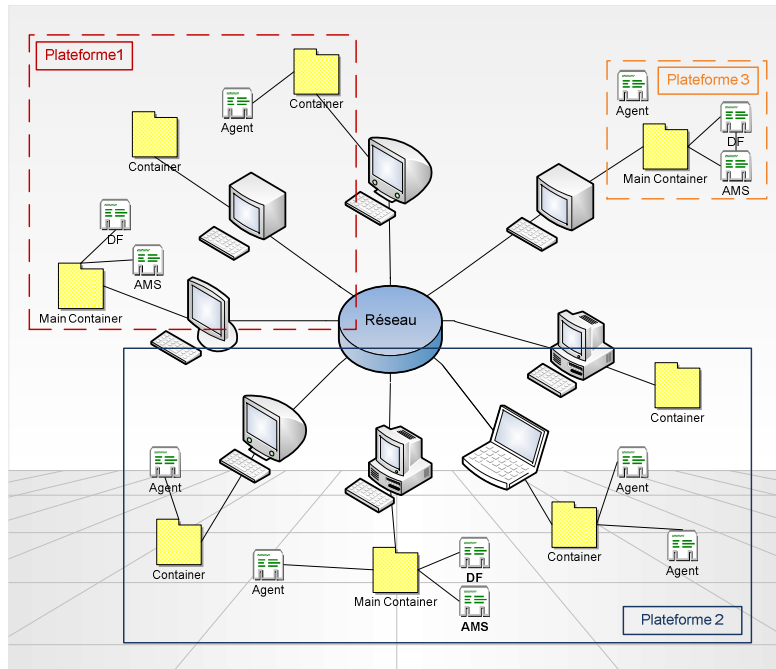 Plateforme1
Container
Agent
Container
DF
AMS
Main Container
Plateforme 3
Agent
DF
Main Container
AMS
Réseau
Container
Agent
Container
Agent
Main Container
DF
AMS
Agent
Container
Agent
Plateforme 2